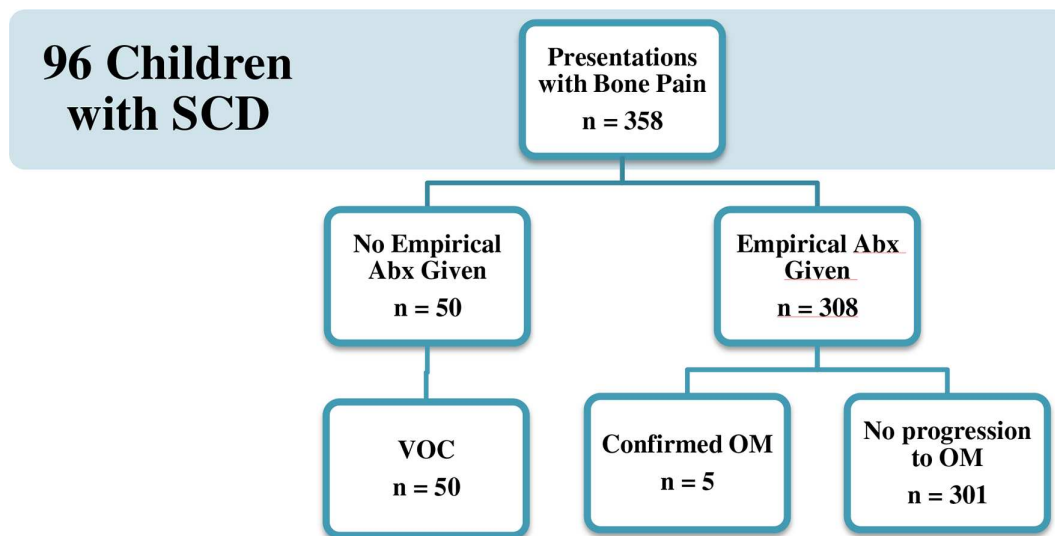 96 Children
with SCD
Presentations
with Bone Pain
n = 358
No Empirical
Abx Given
n = 50
Empirical Abx
Given
n = 308
VOC
n = 50
Confirmed OM
n = 5
No progression
to OM
n = 301